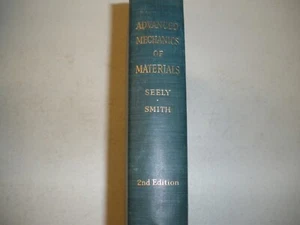 ADVANCED
MECHANICS
OF
MATERIALS
SEELY
·
SMITH
2nd Edition